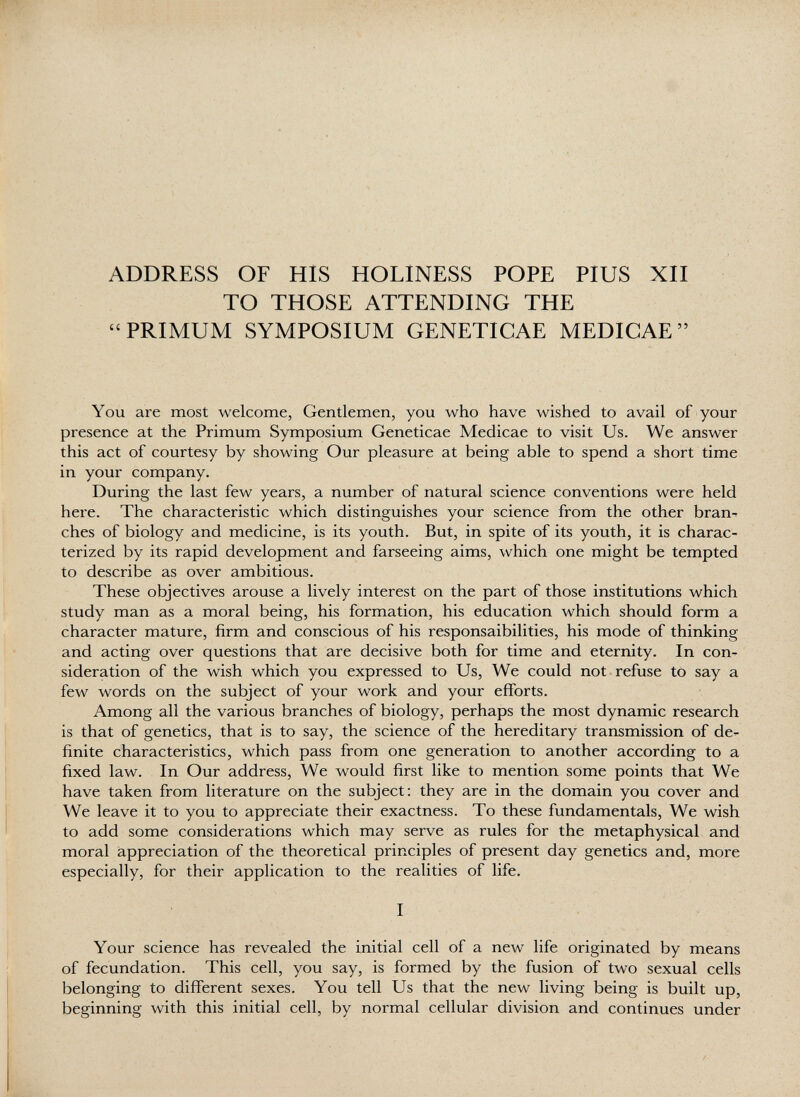 ADDRESS OF HIS HOLINESS POPE PIUS XII
TO THOSE ATTENDING THE
“ PRIMUM SYMPOSIUM GENETICAE MEDICAE ”
You are most welcome, Gentlemen, you who have wished to avail of your
presence at the Primum Symposium Geneticae Medicae to visit Us. We answer
this act of courtesy by showing Our pleasure at being able to spend a short time
in your company.
During the last few years, a number of natural science conventions were held
here. The characteristic which distinguishes your science from the other bran-
ches of biology and medicine, is its youth. But, in spite of its youth, it is charac-
terized by its rapid development and farseeing aims, which one might be tempted
to describe as over ambitious.
These objectives arouse a lively interest on the part of those institutions which
study man as a moral being, his formation, his education which should form a
character mature, firm and conscious of his responsaibilities, his mode of thinking
and acting over questions that are decisive both for time and eternity. In con-
sideration of the wish which you expressed to Us, We could not refuse to say a
few words on the subject of your work and your efforts.
Among all the various branches of biology, perhaps the most dynamic research
is that of genetics, that is to say, the science of the hereditary transmission of de-
finite characteristics, which pass from one generation to another according to a
fixed law. In Our address, We would first like to mention some points that We
have taken from literature on the subject: they are in the domain you cover and
We leave it to you to appreciate their exactness. To these fundamentals, We wish
to add some considerations which may serve as rules for the metaphysical and
moral appreciation of the theoretical principles of present day genetics and, more
especially, for their application to the realities of life.
I
Your science has revealed the initial cell of a new life originated by means
of fecundation. This cell, you say, is formed by the fusion of two sexual cells
belonging to different sexes. You tell Us that the new living being is built up,
beginning with this initial cell, by normal cellular division and continues under